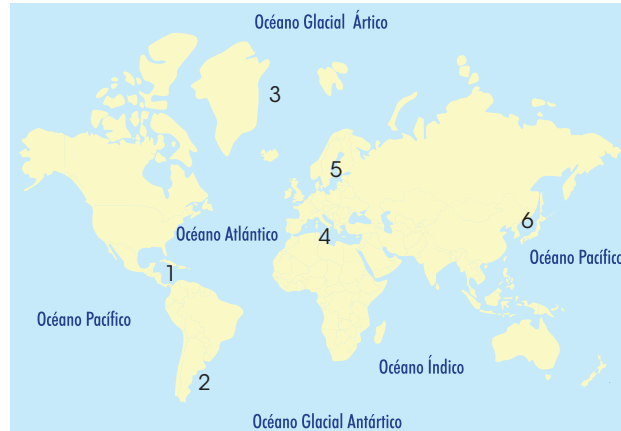 Océano Glacial Ártico
3
5
6
Océano Atlántico
4
Océano Pacífico
1
Océano Pacífico
Océano Índico
2
Océano Glacial Antártico